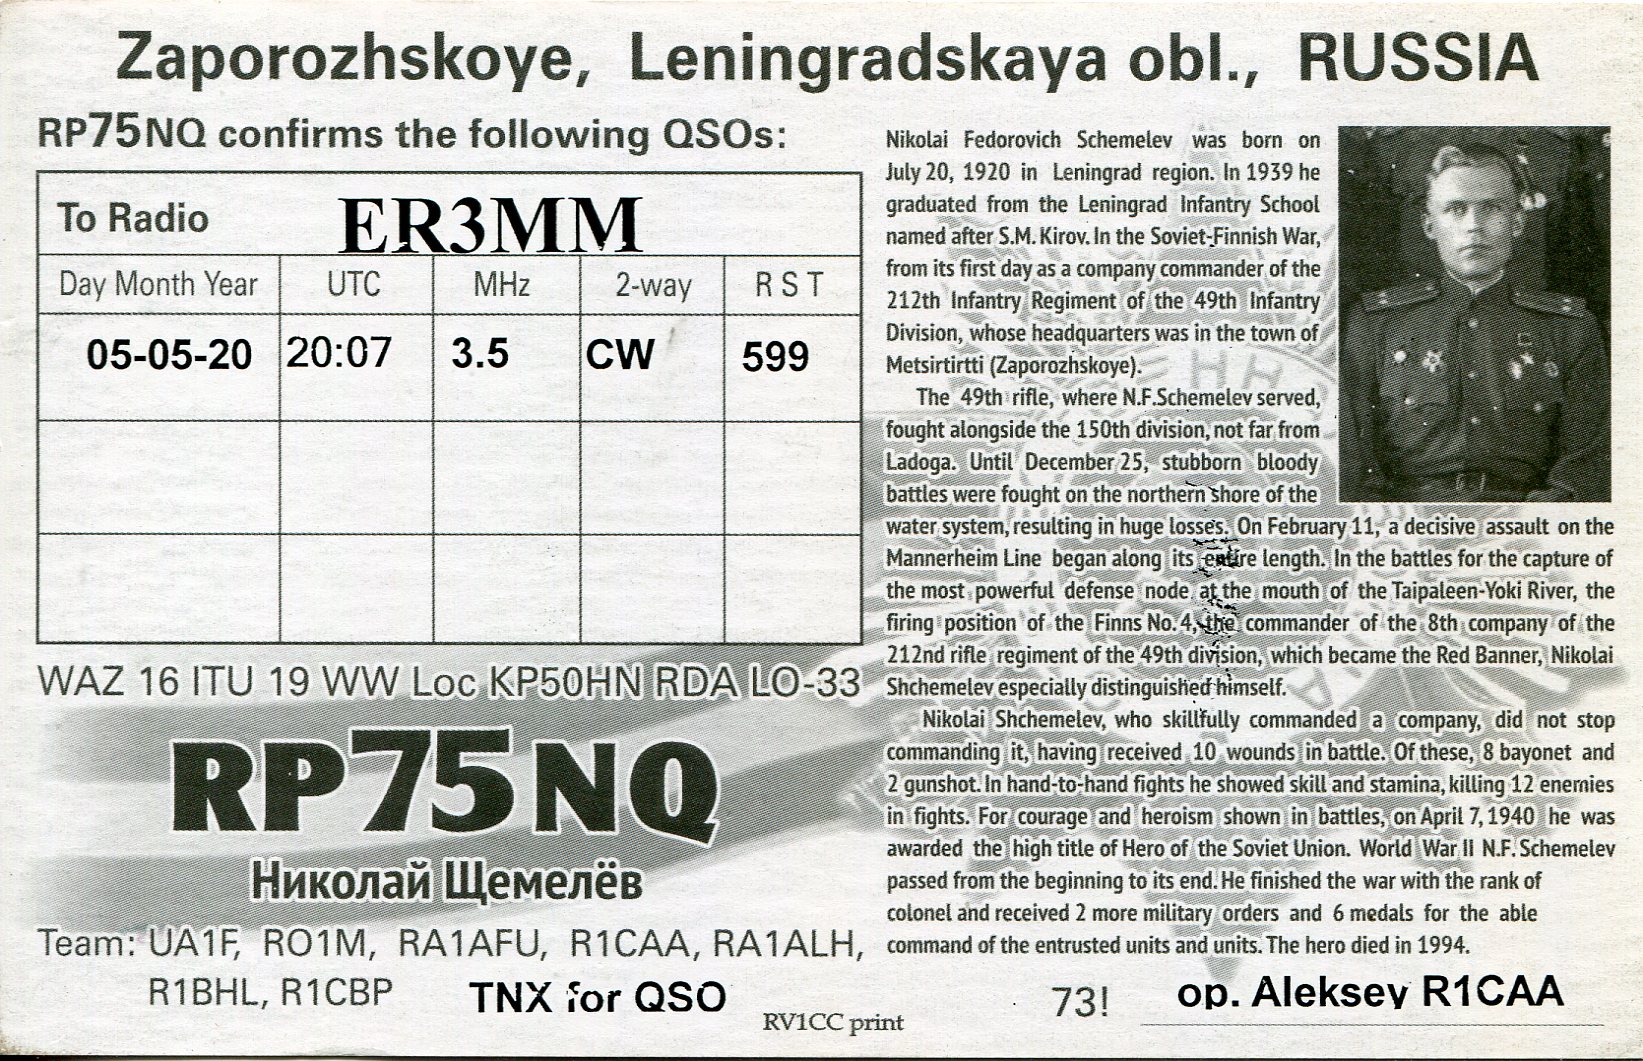 Zaporozhskoye, Leningradskaya obl., RUSSIA
RP75NQ confirms the following QSOs:
To Radio ER3MM
Day Month Year UTC MHz 2-way R S T
05-05-20 20:07 3.5 CW 599
WAZ 16 ITU 19 WW Loc KP50HN RDA LO-33
RP75NQ
Николай Щемелёв
Team: UA1F, RO1M, RA1AFU, R1CAA, RA1ALH,
R1BHL, R1CBP
TNX for QSO
Nikolai Fedorovich Schemelev was born on
July 20, 1920 in Leningrad region. In 1939 he
graduated from the Leningrad Infantry School
named after S.M. Kirov. In the Soviet-Finnish War,
from its first day as a company commander of the
212th Infantry Regiment of the 49th Infantry
Division, whose headquarters was in the town of
Metsirtirtti (Zaporozhskoye).
The 49th rifle, where N.F.Schemelev served,
fought alongside the 150th division, not far from
Ladoga. Until December 25, stubborn bloody
battles were fought on the northern shore of the
water system, resulting in huge losses. On February 11, a decisive assault on the
Mannerheim Line began along its entire length. In the battles for the capture of
the most powerful defense node at the mouth of the Taipaleen-Yoki River, the
firing position of the Finns No. 4, the commander of the 8th company of the
212nd rifle regiment of the 49th division, which became the Red Banner, Nikolai
Shchemelev especially distinguished himself.
Nikolai Shchemelev, who skillfully commanded a company, did not stop
commanding it, having received 10 wounds in battle. Of these, 8 bayonet and
2 gunshot. In hand-to-hand fights he showed skill and stamina, killing 12 enemies
in fights. For courage and heroism shown in battles, on April 7, 1940 he was
awarded the high title of Hero of the Soviet Union. World War II N.F. Schemelev
passed from the beginning to its end. He finished the war with the rank of
colonel and received 2 more military orders and 6 medals for the able
command of the entrusted units and units. The hero died in 1994.
73! op. Aleksey R1CAA
RV1CC print